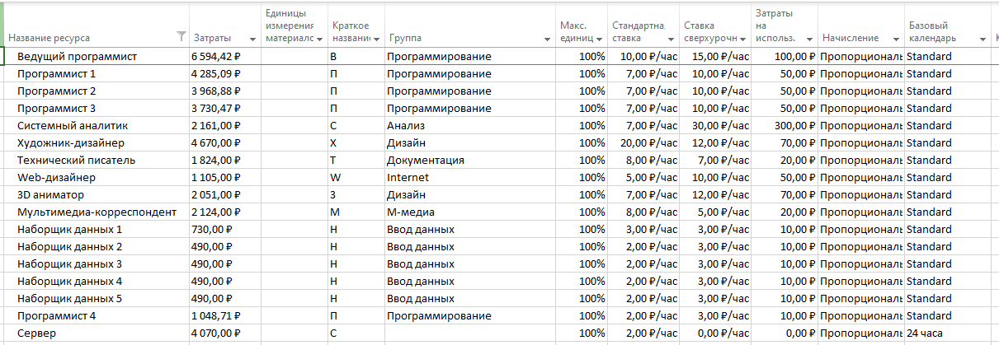 Название ресурса Затраты Единицы измерения материалс Краткое названи Группа Макс. единиц Стандартна ставка Ставка сверхурочн Затраты на использ. Начисление Базовый календарь
Ведущий программист 6 594,42 ₽ В Программирование 100% 10,00 ₽/час 15,00 ₽/час 100,00 ₽ Пропорциональ Standard
Программист 1 4 285,09 ₽ П Программирование 100% 7,00 ₽/час 10,00 ₽/час 50,00 ₽ Пропорциональ Standard
Программист 2 3 968,88 ₽ П Программирование 100% 7,00 ₽/час 10,00 ₽/час 50,00 ₽ Пропорциональ Standard
Программист 3 3 730,47 ₽ П Программирование 100% 7,00 ₽/час 10,00 ₽/час 50,00 ₽ Пропорциональ Standard
Системный аналитик 2 161,00 ₽ С Анализ 100% 7,00 ₽/час 30,00 ₽/час 300,00 ₽ Пропорциональ Standard
Художник-дизайнер 4 670,00 ₽ Х Дизайн 100% 20,00 ₽/час 12,00 ₽/час 70,00 ₽ Пропорциональ Standard
Технический писатель 1 824,00 ₽ Т Документация 100% 8,00 ₽/час 7,00 ₽/час 20,00 ₽ Пропорциональ Standard
Web-дизайнер 1 105,00 ₽ W Internet 100% 5,00 ₽/час 10,00 ₽/час 50,00 ₽ Пропорциональ Standard
3D аниматор 2 051,00 ₽ 3 Дизайн 100% 7,00 ₽/час 12,00 ₽/час 70,00 ₽ Пропорциональ Standard
Мультимедиа-корреспондент 2 124,00 ₽ М М-медиа 100% 8,00 ₽/час 5,00 ₽/час 20,00 ₽ Пропорциональ Standard
Наборщик данных 1 730,00 ₽ Н Ввод данных 100% 3,00 ₽/час 3,00 ₽/час 10,00 ₽ Пропорциональ Standard
Наборщик данных 2 490,00 ₽ Н Ввод данных 100% 2,00 ₽/час 3,00 ₽/час 10,00 ₽ Пропорциональ Standard
Наборщик данных 3 490,00 ₽ Н Ввод данных 100% 2,00 ₽/час 3,00 ₽/час 10,00 ₽ Пропорциональ Standard
Наборщик данных 4 490,00 ₽ Н Ввод данных 100% 2,00 ₽/час 3,00 ₽/час 10,00 ₽ Пропорциональ Standard
Наборщик данных 5 490,00 ₽ Н Ввод данных 100% 2,00 ₽/час 3,00 ₽/час 10,00 ₽ Пропорциональ Standard
Программист 4 1 048,71 ₽ П Программирование 100% 2,00 ₽/час 3,00 ₽/час 10,00 ₽ Пропорциональ Standard
Сервер 4 070,00 ₽ С 100% 2,00 ₽/час 0,00 ₽/час 0,00 ₽ Пропорциональ 24 часа